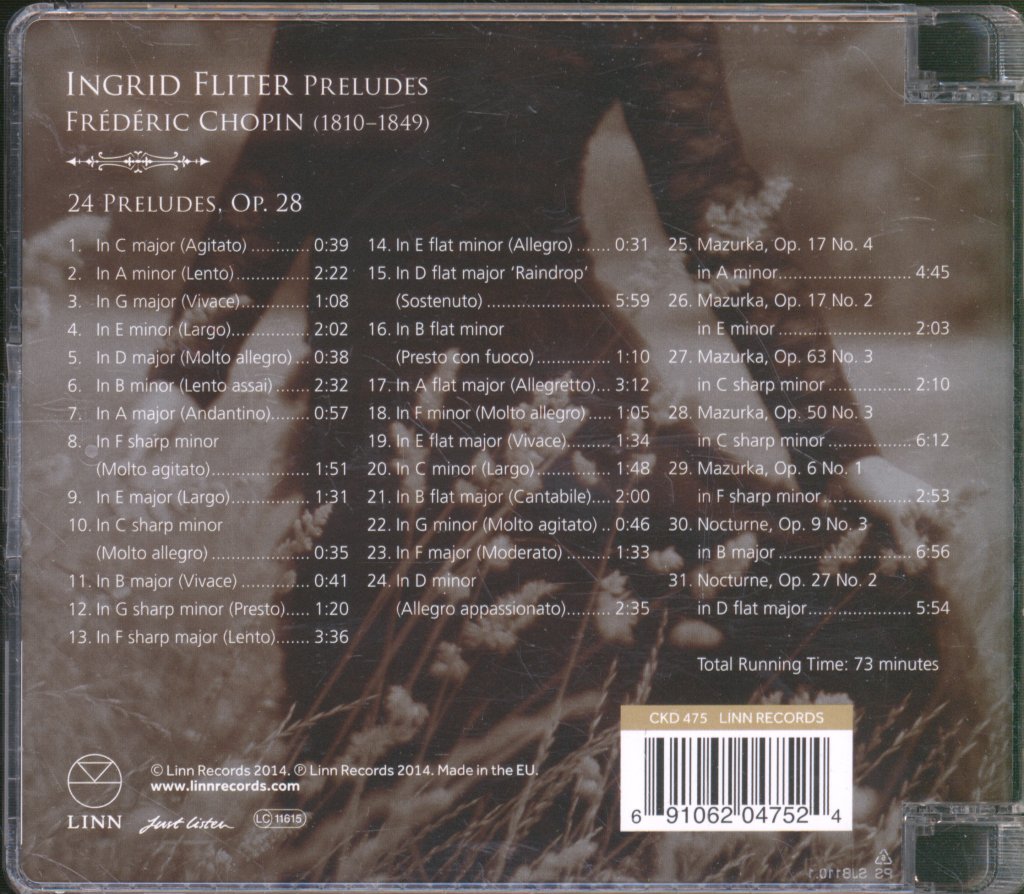 INGRID FLITER PRELUDES
FRÉDÉRIC CHOPIN (1810–1849)
24 PRELUDES, OP. 28
1. In C major (Agitato) ........... 0:39
2. In A minor (Lento) .............. 2:22
3. In G major (Vivace) ............. 1:08
4. In E minor (Largo) ............... 2:02
5. In D major (Molto allegro) ... 0:38
6. In B minor (Lento assai) ....... 2:32
7. In A major (Andantino) ........ 0:57
8. In F sharp minor
(Molto agitato) .................... 1:51
9. In E major (Largo) ............... 1:31
10. In C sharp minor
(Molto allegro) .................... 0:35
11. In B major (Vivace) .............. 0:41
12. In G sharp minor (Presto) ..... 1:20
13. In F sharp major (Lento) ....... 3:36
14. In E flat minor (Allegro) ....... 0:31
15. In D flat major ‘Raindrop’
(Sostenuto) ......................... 5:59
16. In B flat minor
(Presto con fuoco) ............... 1:10
17. In A flat major (Allegretto) ... 3:12
18. In F minor (Molto allegro) ..... 1:05
19. In E flat major (Vivace) ......... 1:34
20. In C minor (Largo) ............... 1:48
21. In B flat major (Cantabile) .... 2:00
22. In G minor (Molto agitato) .. 0:46
23. In F major (Moderato) ......... 1:33
24. In D minor
(Allegro appassionato) ......... 2:35
25. Mazurka, Op. 17 No. 4
in A minor ........................... 4:45
26. Mazurka, Op. 17 No. 2
in E minor ........................... 2:03
27. Mazurka, Op. 63 No. 3
in C sharp minor ................. 2:10
28. Mazurka, Op. 50 No. 3
in C sharp minor ................. 6:12
29. Mazurka, Op. 6 No. 1
in F sharp minor .................. 2:53
30. Nocturne, Op. 9 No. 3
in B major ........................... 6:56
31. Nocturne, Op. 27 No. 2
in D flat major ..................... 5:54
Total Running Time: 73 minutes
CKD 475 LINN RECORDS
6 91062 04752 4
© Linn Records 2014. ℗ Linn Records 2014. Made in the EU.
www.linnrecords.com
LINN Just listen LC 11615
PS SJ8110.1